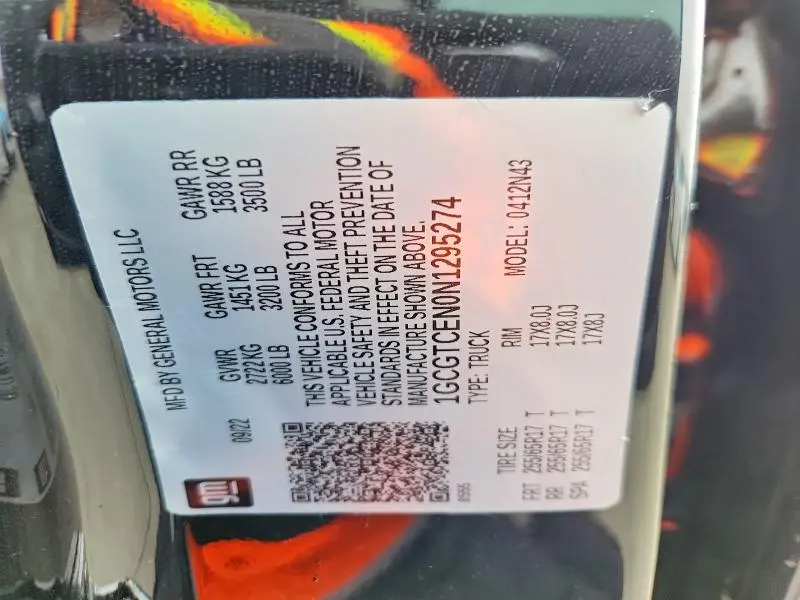 gm
MFD BY GENERAL MOTORS LLC
09/22 GVWR GAWR FRT GAWR RR
2722 KG 1451 KG 1588 KG
6000 LB 3200 LB 3500 LB
THIS VEHICLE CONFORMS TO ALL
APPLICABLE U.S. FEDERAL MOTOR
VEHICLE SAFETY AND THEFT PREVENTION
STANDARDS IN EFFECT ON THE DATE OF
MANUFACTURE SHOWN ABOVE.
1GCGTCEN0N1295274
TYPE: TRUCK
MODEL: 0412N43
TIRE SIZE RIM
FRT 255/65R17 T 17X8.0J
RR 255/65R17 T 17X8.0J
SPA 255/65R17 T 17X8J